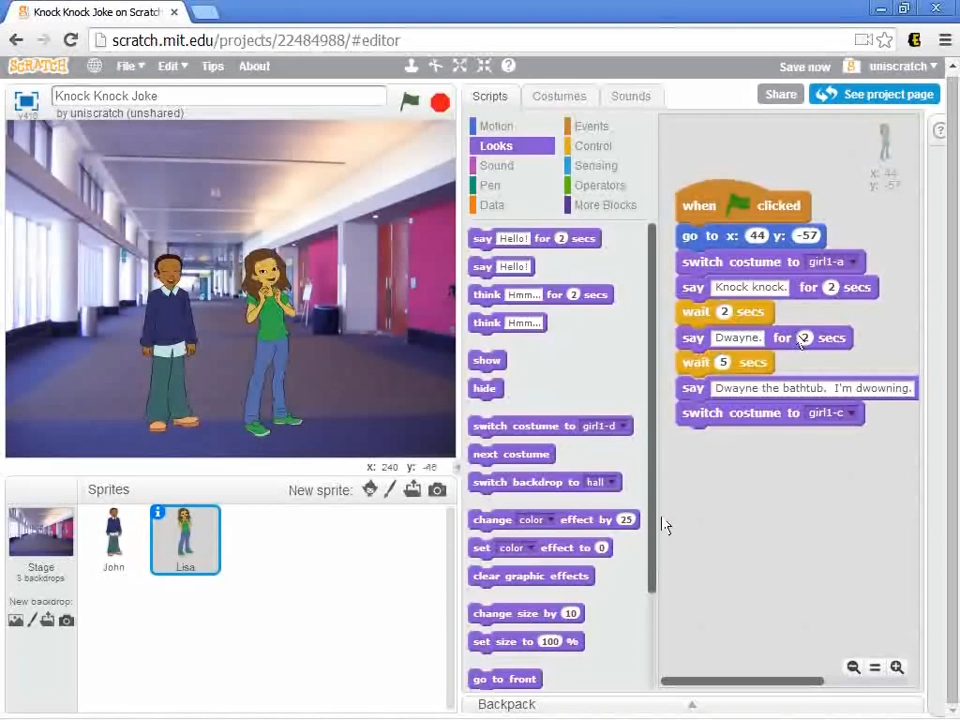 Knock Knock Joke on Scratch
scratch.mit.edu/projects/22484988/#editor
SCRATCH File Edit Tips About Save now uniscratch
Knock Knock Joke
by uniscratch (unshared)
Scripts Costumes Sounds Share See project page
Motion Events
Looks Control
Sound Sensing
Pen Operators
Data More Blocks
say Hello! for 2 secs
say Hello!
think Hmm... for 2 secs
think Hmm...
show
hide
switch costume to girl1-d
next costume
switch backdrop to hall
change color effect by 25
set color effect to 0
clear graphic effects
change size by 10
set size to 100 %
go to front
x: 44
y: -57
when clicked
go to x: 44 y: -57
switch costume to girl1-a
say Knock knock. for 2 secs
wait 2 secs
say Dwayne. for 2 secs
wait 5 secs
say Dwayne the bathtub. I'm dwowning.
switch costume to girl1-c
x: 240 y: -46
Sprites New sprite:
Stage
3 backdrops
New backdrop:
John
Lisa
Backpack